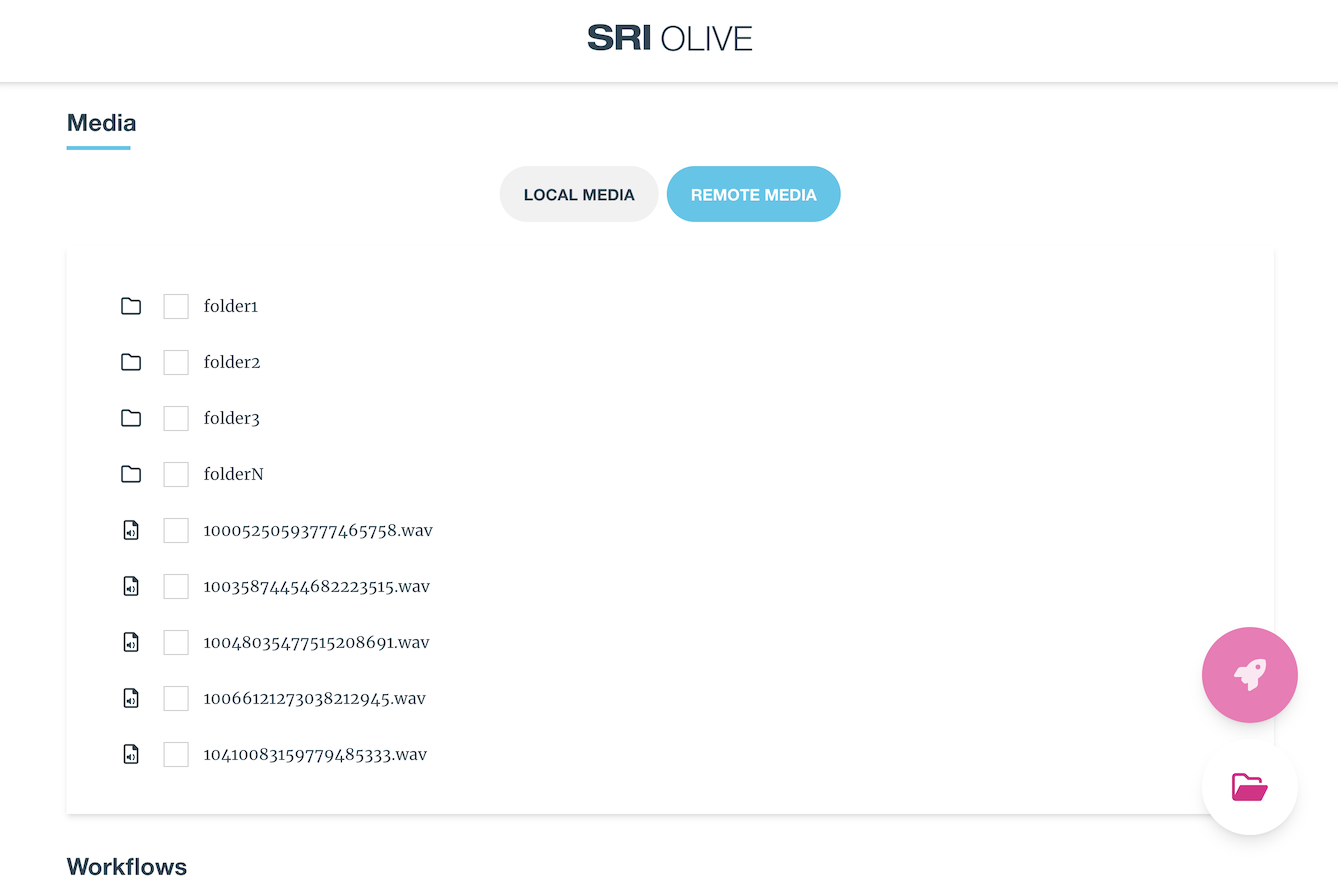 SRI OLIVE
Media
LOCAL MEDIA
REMOTE MEDIA
folder1
folder2
folder3
folderN
10005250593777465758.wav
10035874454682223515.wav
10048035477515208691.wav
10066121273038212945.wav
10410083159779485333.wav
Workflows